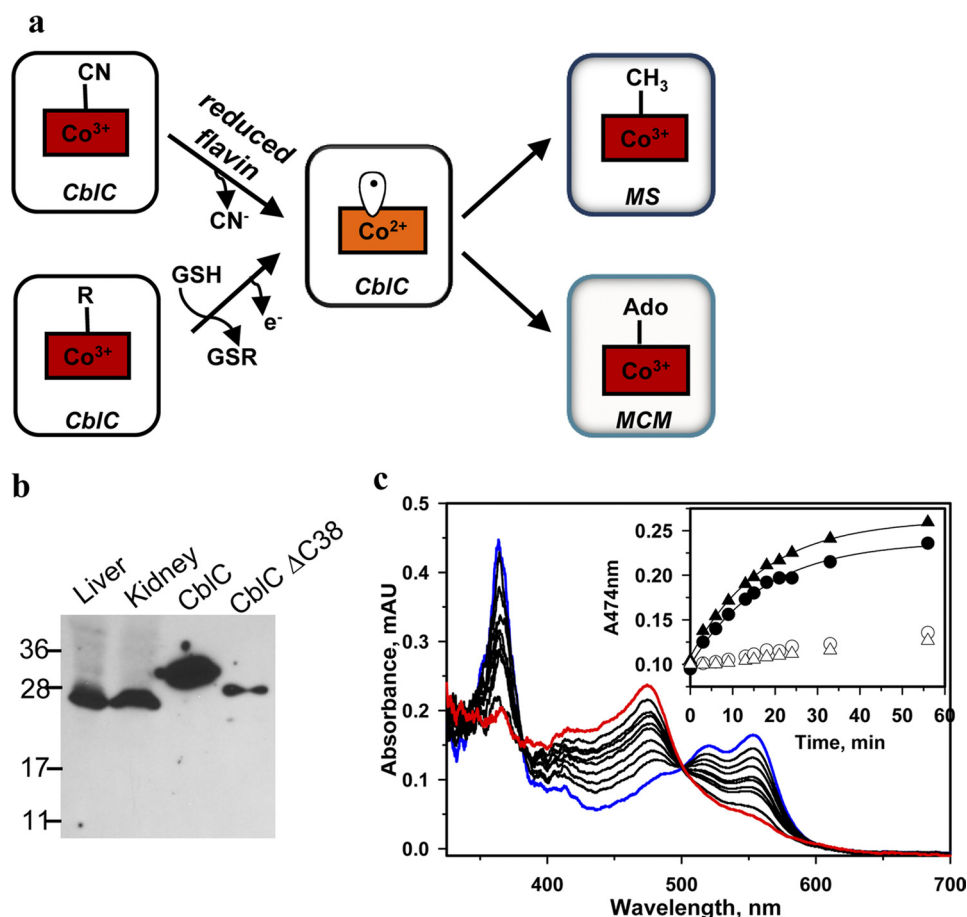 a
CN
Co3+
CblC
reduced
flavin
CN-
R
Co3+
CblC
GSH
GSR
e-
Co2+
CblC
CH3
Co3+
MS
Ado
Co3+
MCM
b
Liver
Kidney
CblC
CblC ΔC38
36
28
17
11
c
Absorbance, mAU
0.5
0.4
0.3
0.2
0.1
0.0
400
500
600
700
Wavelength, nm
A474nm
0.25
0.20
0.15
0.10
0 10 20 30 40 50 60
Time, min